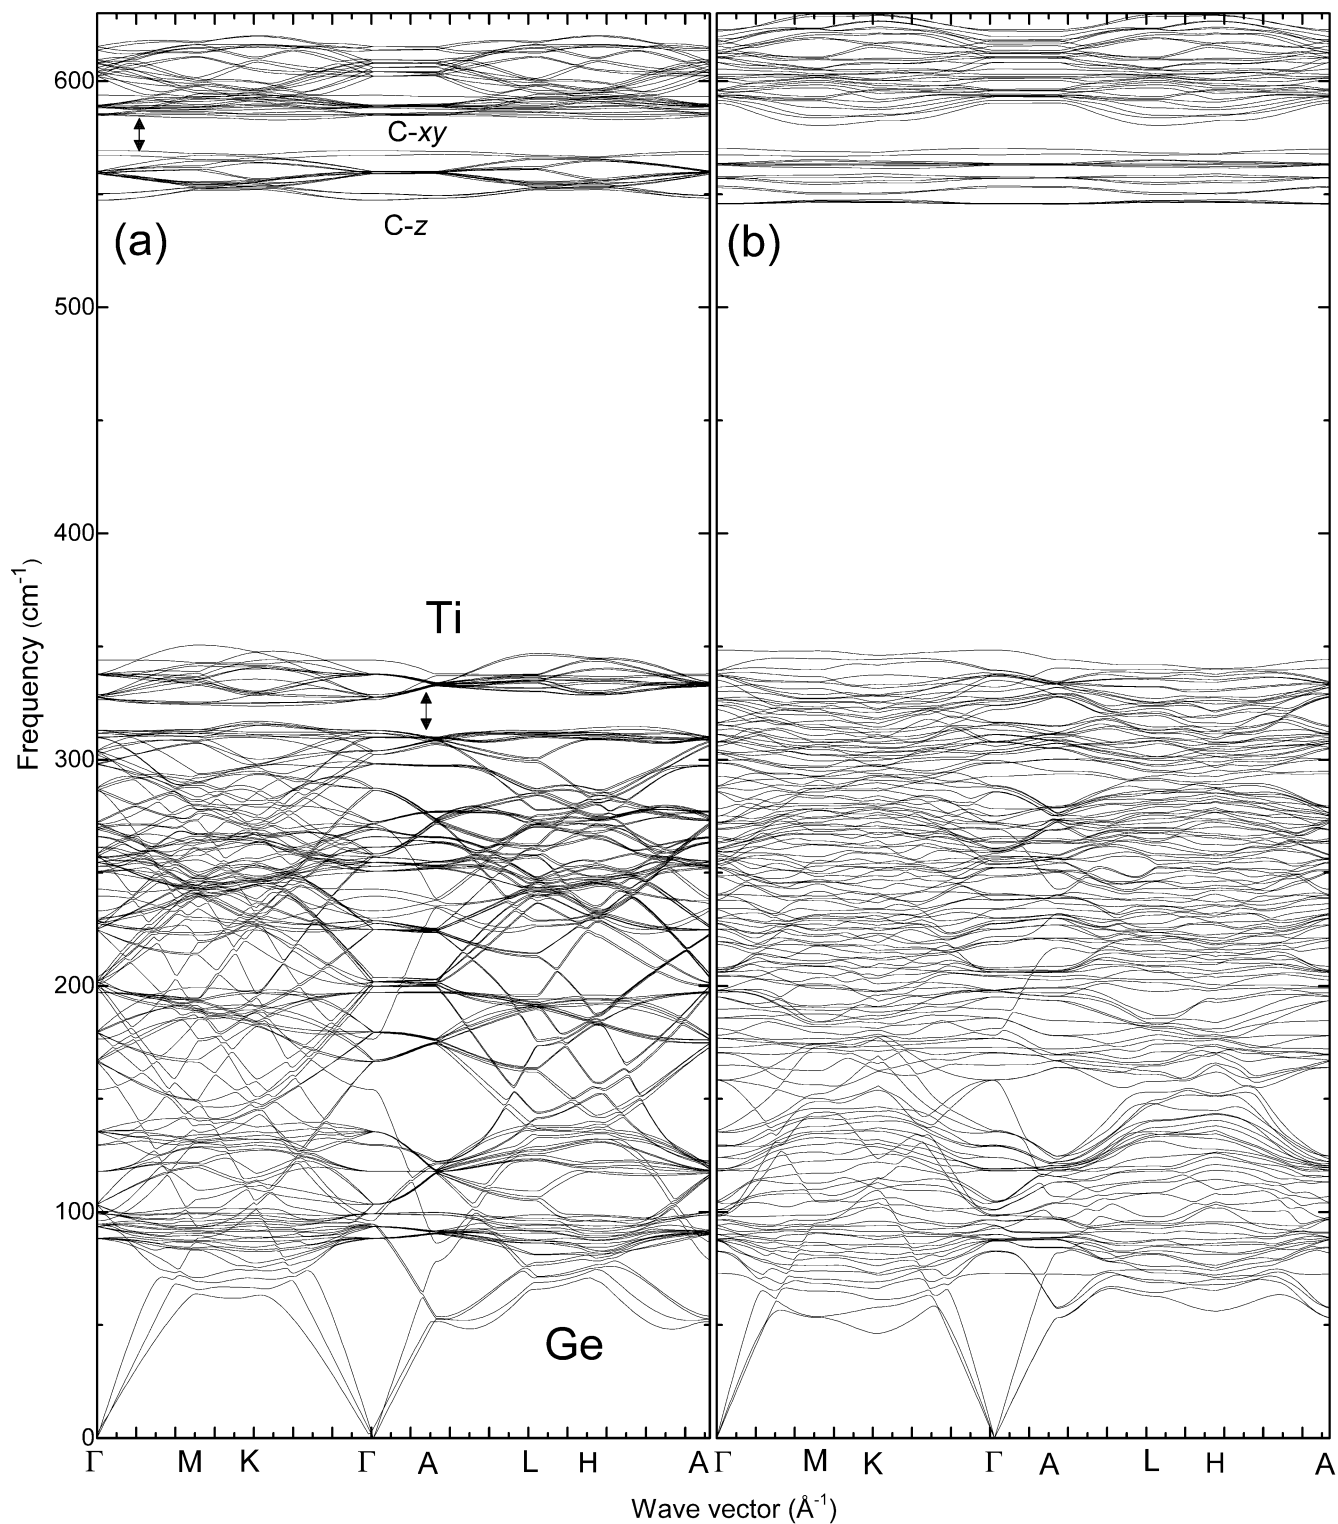 600
C-xy
C-z
(a)
(b)
500
400
Ti
Frequency (cm-1)
300
200
100
Ge
0
Γ M K Γ A L H A Γ M K Γ A L H A
Wave vector (Å-1)